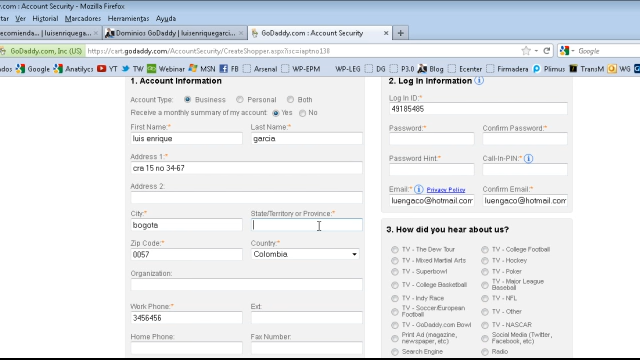 y.com : Account Security - Mozilla Firefox
tar Ver Historial Marcadores Herramientas Ayuda
ecomienda... | luisenriquega...
Dominios GoDaddy | luisenriquegarci...
GoDaddy.com : Account Security
GoDaddy.com, Inc (US) https://cart.godaddy.com/AccountSecurity/CreateShopper.aspx?isc=iaptno138
Google
ados Google Analitycs YT TW Webinar MSN FB Arsenal WP-EPM WP-LEG DG P3.0 Blog Ecenter Firmadera Plimus TransM WG
1. Account Information
Account Type: Business Personal Both
Receive a monthly summary of my account: Yes No
First Name:* Last Name:*
luis enrique garcia
Address 1:*
cra 15 no 34-67
Address 2:
City:* State/Territory or Province:*
bogota
Zip Code:* Country:*
0057 Colombia
Organization:
Work Phone:* Ext:
3456456
Home Phone: Fax Number:
2. Log In Information
Log In ID:*
49185485
Password:* Confirm Password:*
Password Hint:* Call-In-PIN:*
Email:* Privacy Policy Confirm Email:*
luengaco@hotmail.com luengaco@hotmail.com
3. How did you hear about us?
TV - The Dew Tour TV - College Football
TV - Mixed Martial Arts TV - Hockey
TV - Superbowl TV - Poker
TV - College Basketball TV - Major League Baseball
TV - Indy Race TV - NFL
TV - Soccer/European Football TV - Other
TV - GoDaddy.com Bowl TV - NASCAR
Print Ad (magazine, newspaper, etc) Social Media (Twitter, Facebook, etc)
Search Engine Radio